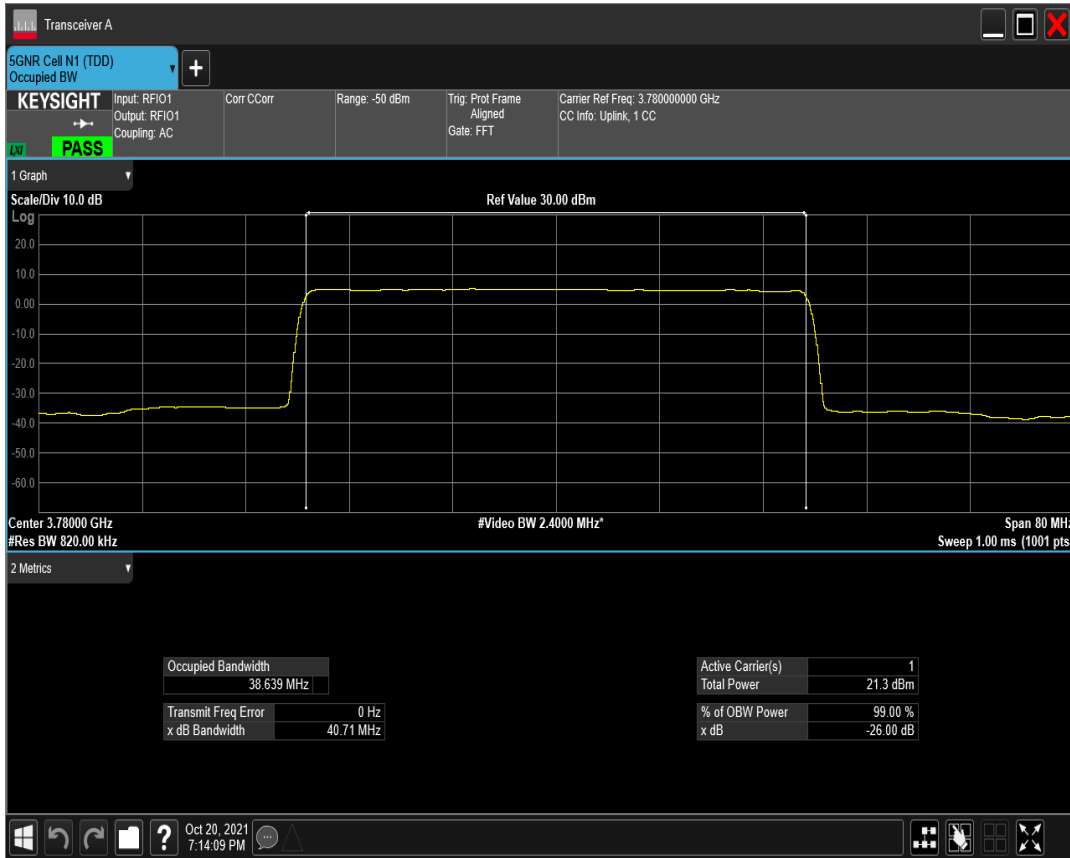 Transceiver A
5GNR Cell N1 (TDD)
Occupied BW
KEYSIGHT
LXI
PASS
Input: RFIO1
Output: RFIO1
Coupling: AC
Corr CCorr
Range: -50 dBm
Trig: Prot Frame
Aligned
Gate: FFT
Carrier Ref Freq: 3.780000000 GHz
CC Info: Uplink, 1 CC
1 Graph
Scale/Div 10.0 dB
Ref Value 30.00 dBm
Log
20.0
10.0
0.00
-10.0
-20.0
-30.0
-40.0
-50.0
-60.0
Center 3.78000 GHz
#Video BW 2.4000 MHz*
Span 80 MHz
#Res BW 820.00 kHz
Sweep 1.00 ms (1001 pts
2 Metrics
Occupied Bandwidth
38.639 MHz
Transmit Freq Error 0 Hz
x dB Bandwidth 40.71 MHz
Active Carrier(s) 1
Total Power 21.3 dBm
% of OBW Power 99.00 %
x dB -26.00 dB
?
Oct 20, 2021
7:14:09 PM